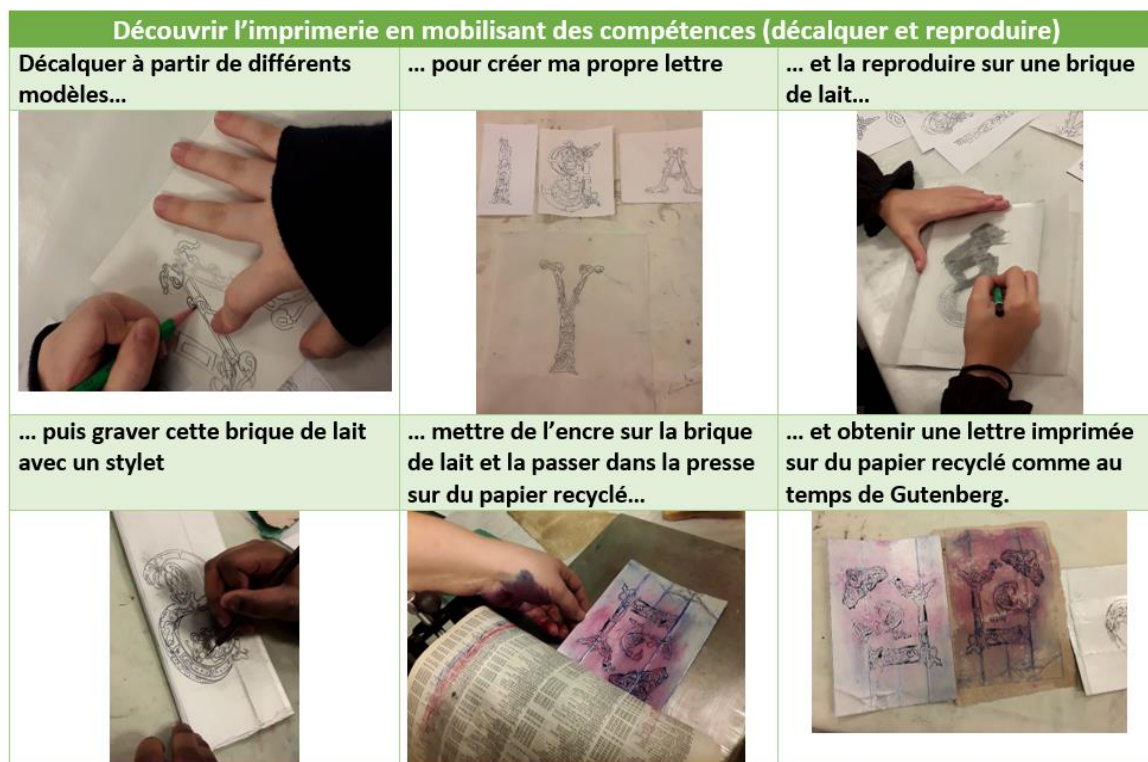 Découvrir l’imprimerie en mobilisant des compétences (décalquer et reproduire)
Décalquer à partir de différents
modèles...
... pour créer ma propre lettre
... et la reproduire sur une brique
de lait...
... puis graver cette brique de lait
avec un stylet
... mettre de l’encre sur la brique
de lait et la passer dans la presse
sur du papier recyclé...
... et obtenir une lettre imprimée
sur du papier recyclé comme au
temps de Gutenberg.